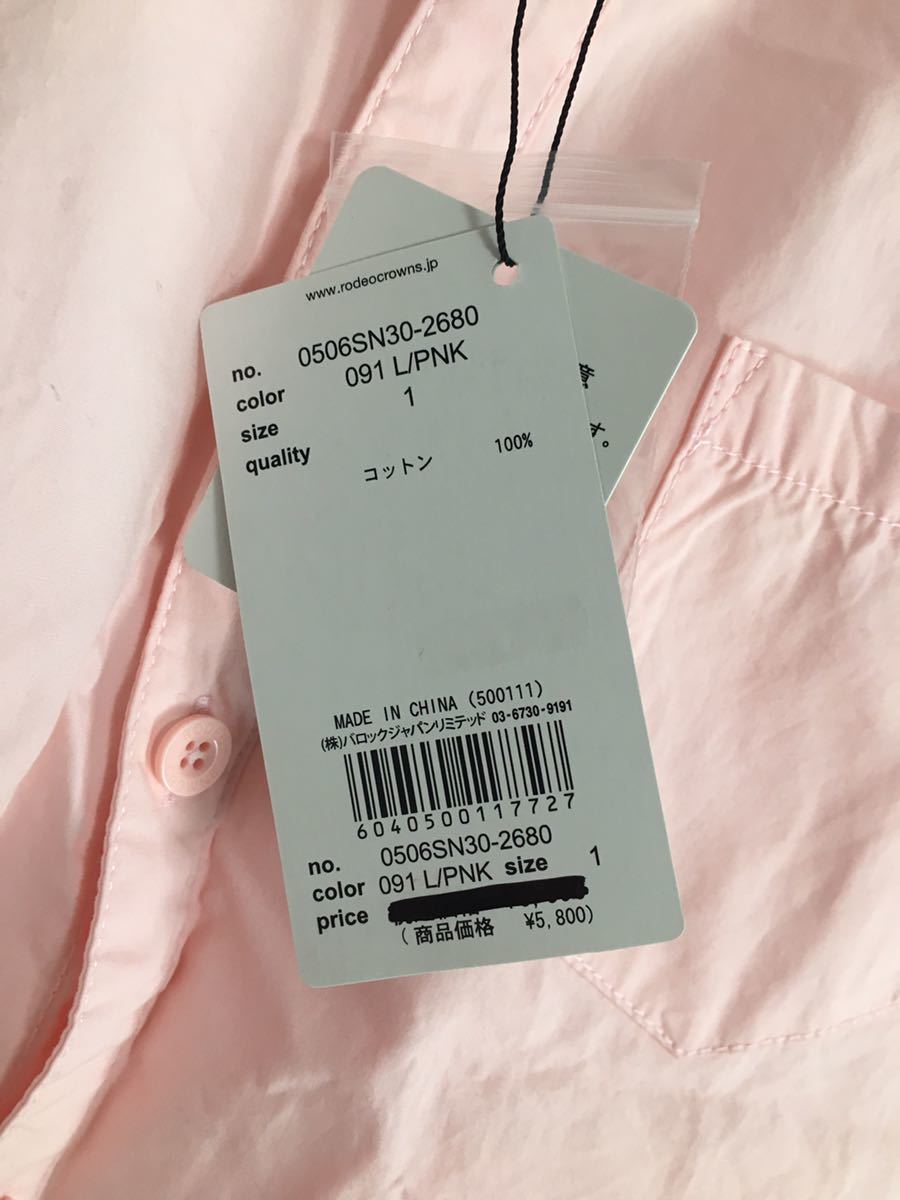 www.rodeocrowns.jp
no. 0506SN30-2680
color 091 L/PNK
size 1
quality
コットン 100%
MADE IN CHINA (500111)
(株)バロックジャパンリミテッド 03-6730-9191
6040500117727
no. 0506SN30-2680
color 091 L/PNK size 1
price
(商品価格 ¥5,800)